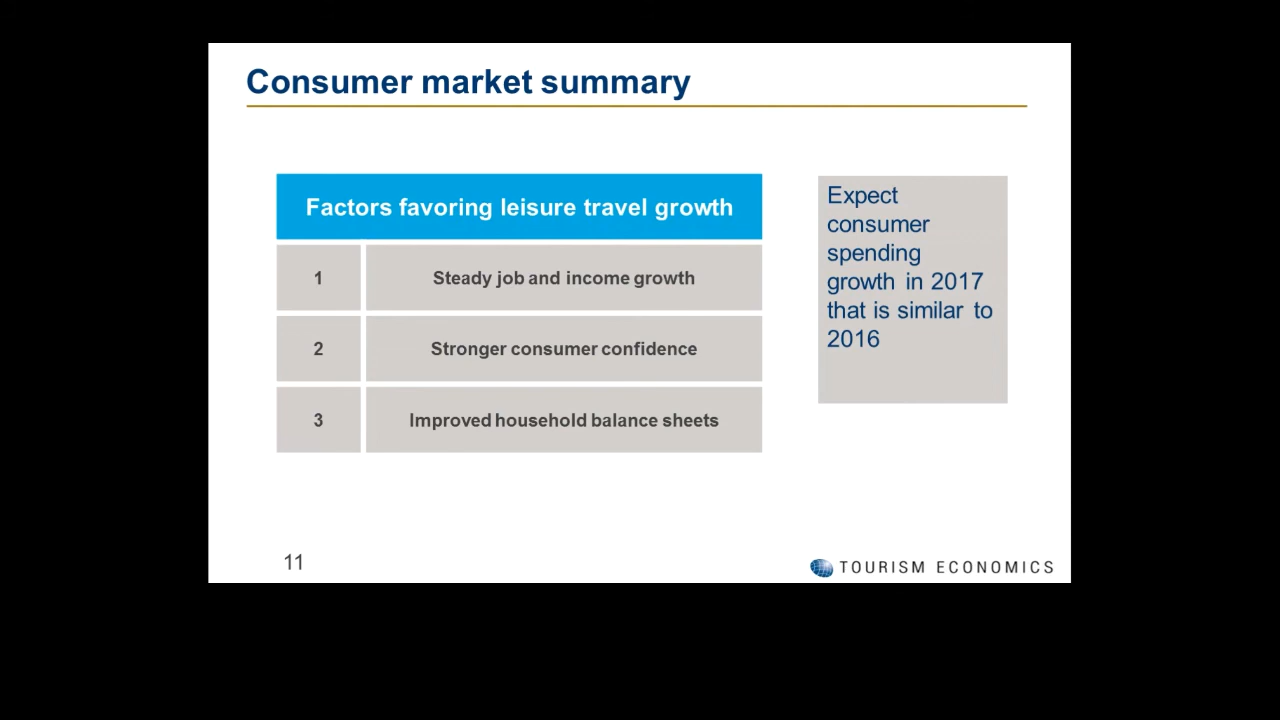 Consumer market summary
Factors favoring leisure travel growth
1 Steady job and income growth
2 Stronger consumer confidence
3 Improved household balance sheets
Expect
consumer
spending
growth in 2017
that is similar to
2016
11
TOURISM ECONOMICS